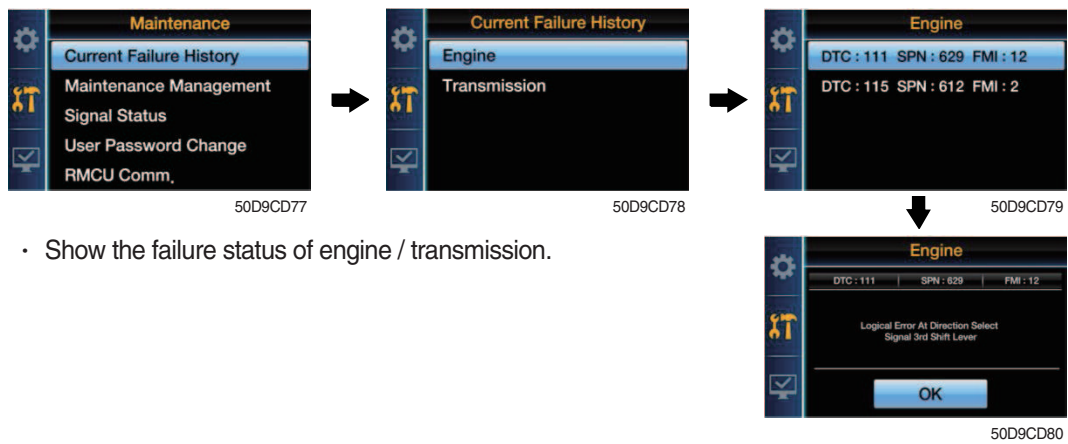 Maintenance
Current Failure History
Maintenance Management
Signal Status
User Password Change
RMCU Comm.
50D9CD77
Current Failure History
Engine
Transmission
50D9CD78
Engine
DTC : 111 SPN : 629 FMI : 12
DTC : 115 SPN : 612 FMI : 2
50D9CD79
· Show the failure status of engine / transmission.
Engine
DTC : 111 | SPN : 629 | FMI : 12
Logical Error At Direction Select
Signal 3rd Shift Lever
OK
50D9CD80